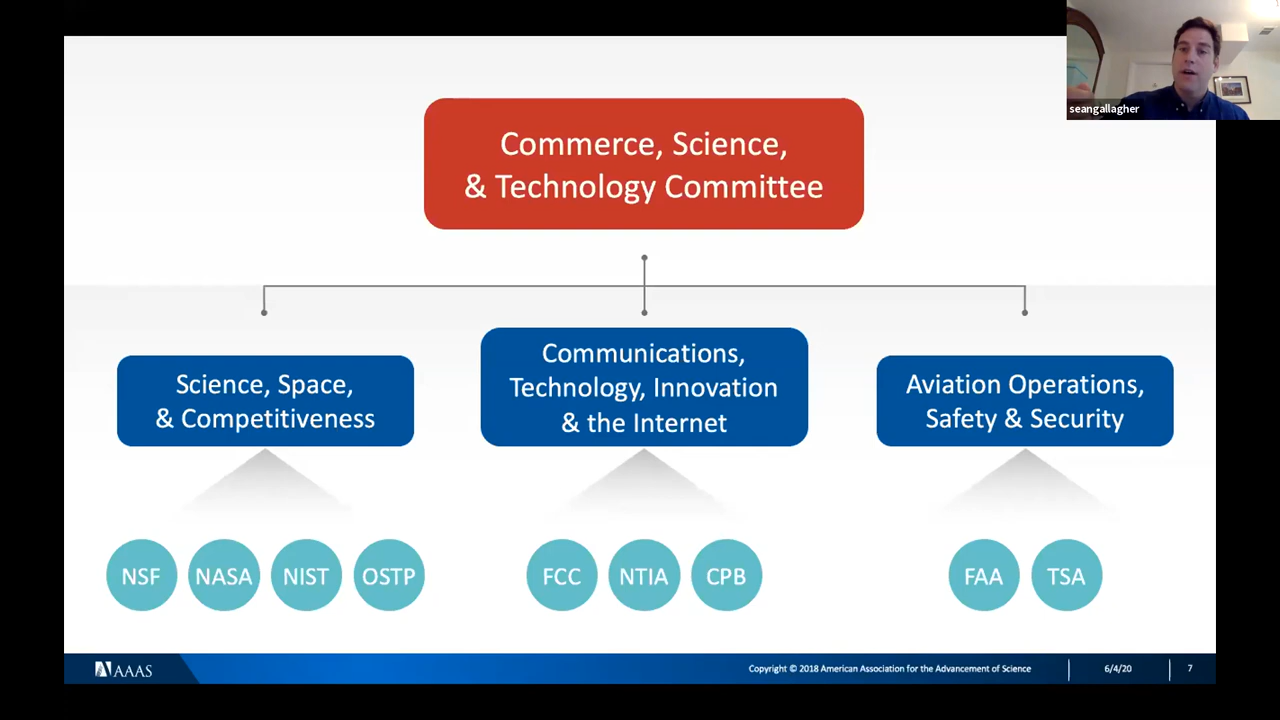 seangallagher
Commerce, Science,
& Technology Committee
Science, Space,
& Competitiveness
Communications,
Technology, Innovation
& the Internet
Aviation Operations,
Safety & Security
NSF
NASA
NIST
OSTP
FCC
NTIA
CPB
FAA
TSA
AAAS
Copyright © 2018 American Association for the Advancement of Science
6/4/20
7